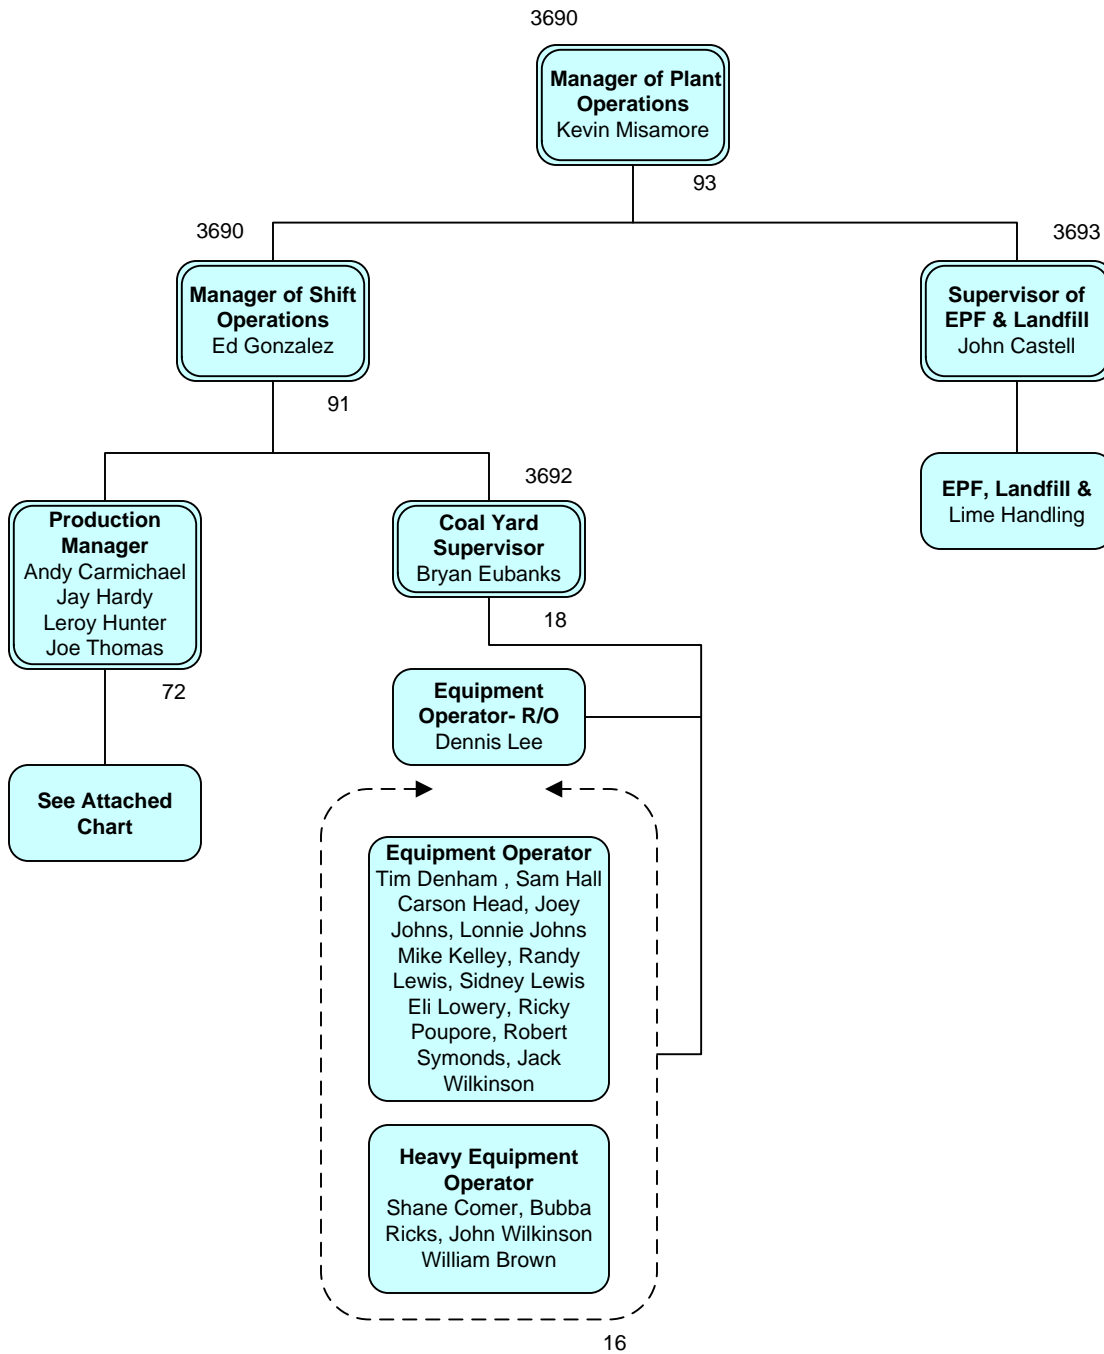 3690
Manager of Plant
Operations
Kevin Misamore
93
3690
3693
Manager of Shift
Operations
Ed Gonzalez
Supervisor of
EPF & Landfill
John Castell
91
3692
EPF, Landfill &
Lime Handling
Production
Manager
Andy Carmichael
Jay Hardy
Leroy Hunter
Joe Thomas
Coal Yard
Supervisor
Bryan Eubanks
18
72
Equipment
Operator- R/O
Dennis Lee
See Attached
Chart
Equipment Operator
Tim Denham , Sam Hall
Carson Head, Joey
Johns, Lonnie Johns
Mike Kelley, Randy
Lewis, Sidney Lewis
Eli Lowery, Ricky
Poupore, Robert
Symonds, Jack
Wilkinson
Heavy Equipment
Operator
Shane Comer, Bubba
Ricks, John Wilkinson
William Brown
16